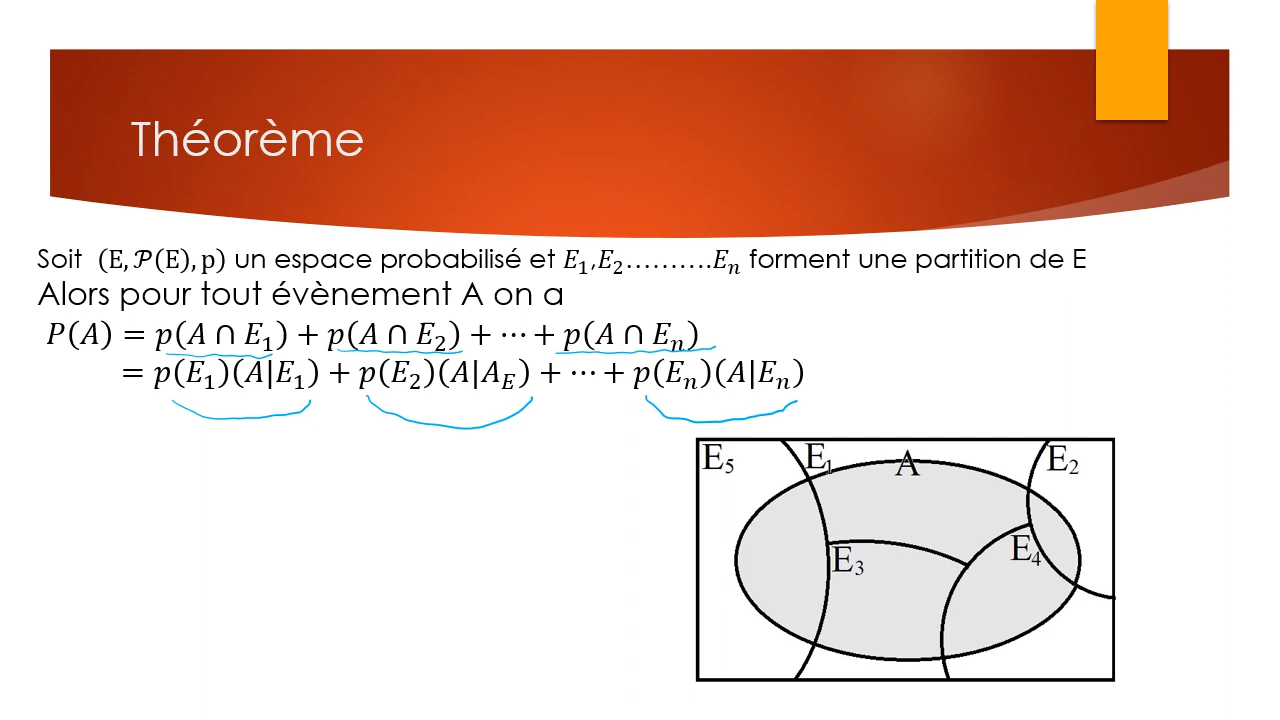 Théorème
Soit (E, 𝒫(E), p) un espace probabilisé et E₁,E₂……….Eₙ forment une partition de E
Alors pour tout évènement A on a
P(A) = p(A ∩ E₁) + p(A ∩ E₂) + ⋯ + p(A ∩ Eₙ)
= p(E₁)(A|E₁) + p(E₂)(A|A_E) + ⋯ + p(Eₙ)(A|Eₙ)
E₅ E₁ A E₂
E₃ E₄